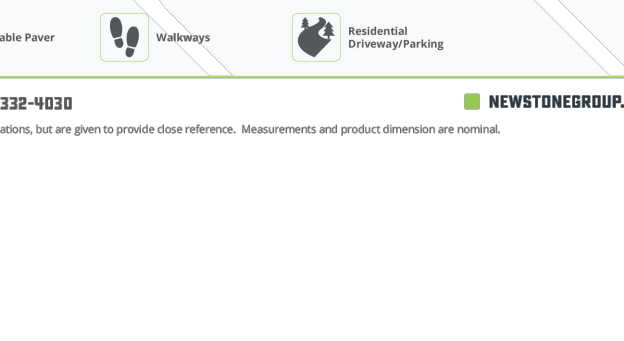 able Paver
Walkways
Residential
Driveway/Parking
332-4030
NEWSTONEGROUP.
ations, but are given to provide close reference.  Measurements and product dimension are nominal.